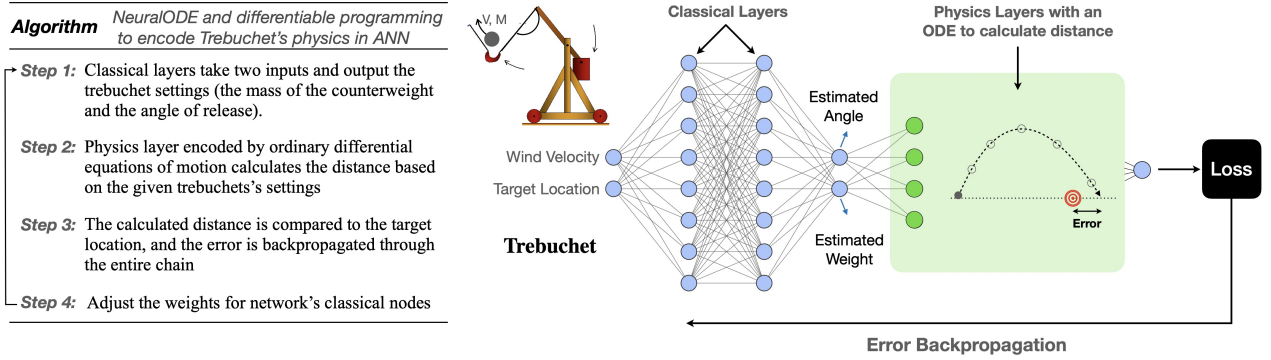 Algorithm
NeuralODE and differentiable programming
to encode Trebuchet's physics in ANN
Step 1: Classical layers take two inputs and output the
trebuchet settings (the mass of the counterweight
and the angle of release).
Step 2: Physics layer encoded by ordinary differential
equations of motion calculates the distance based
on the given trebuchets's settings
Step 3: The calculated distance is compared to the target
location, and the error is backpropagated through
the entire chain
Step 4: Adjust the weights for network's classical nodes
V, M
Trebuchet
Wind Velocity
Target Location
Classical Layers
Estimated
Angle
Estimated
Weight
Physics Layers with an
ODE to calculate distance
Error
Loss
Error Backpropagation